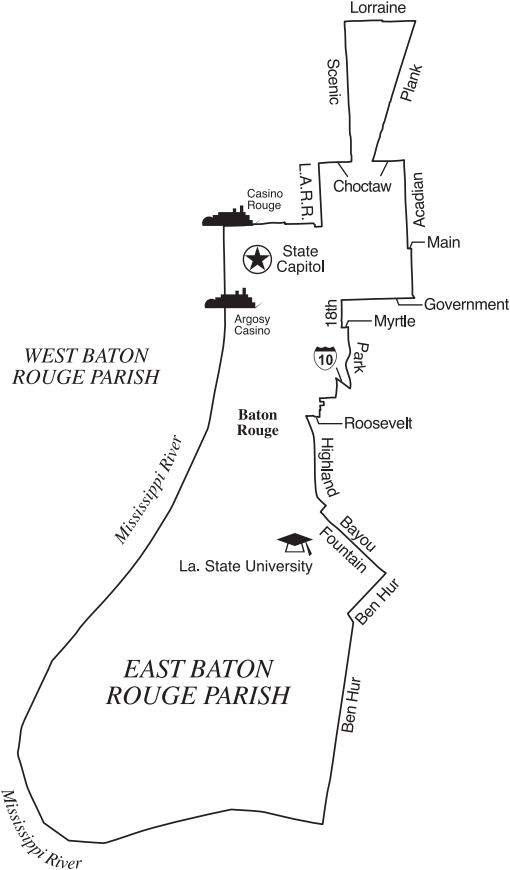 Lorraine
Scenic
Plank
L.A.R.R.
Choctaw
Acadian
Casino
Rouge
State
Capitol
Main
Argosy
Casino
18th
Government
Myrtle
WEST BATON
ROUGE PARISH
10
Park
Baton
Rouge
Roosevelt
Highland
Mississippi River
Bayou
Fountain
La. State University
Ben Hur
EAST BATON
ROUGE PARISH
Ben Hur
Mississippi River